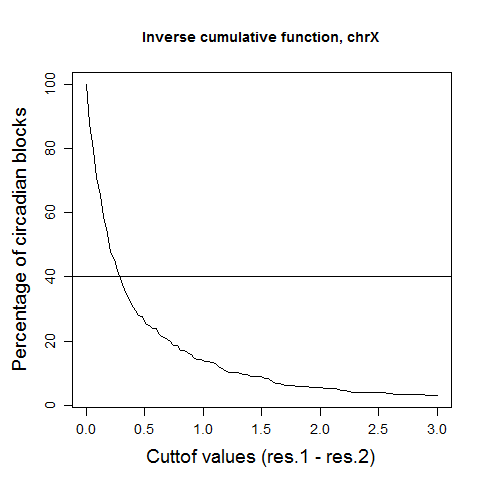 Inverse cumulative function, chrX
Percentage of circadian blocks
100
80
60
40
20
0
0.0 0.5 1.0 1.5 2.0 2.5 3.0
Cuttof values (res.1 - res.2)